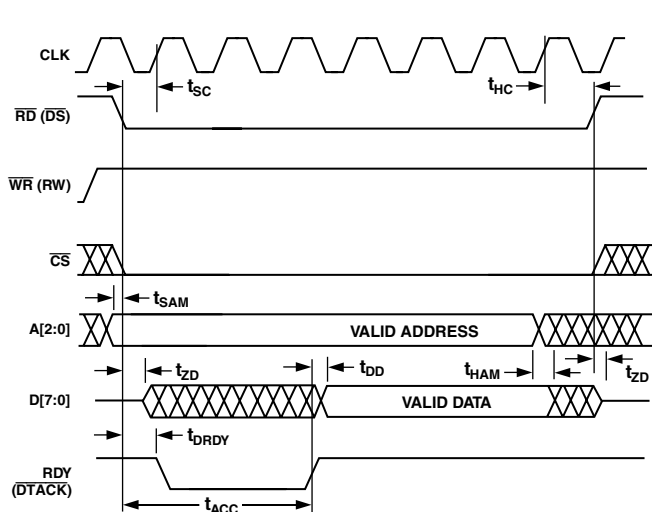 CLK
tSC
tHC
RD (DS)
WR (RW)
CS
tSAM
A[2:0]
VALID ADDRESS
tZD
tDD
tHAM
tZD
D[7:0]
VALID DATA
tDRDY
RDY
(DTACK)
tACC